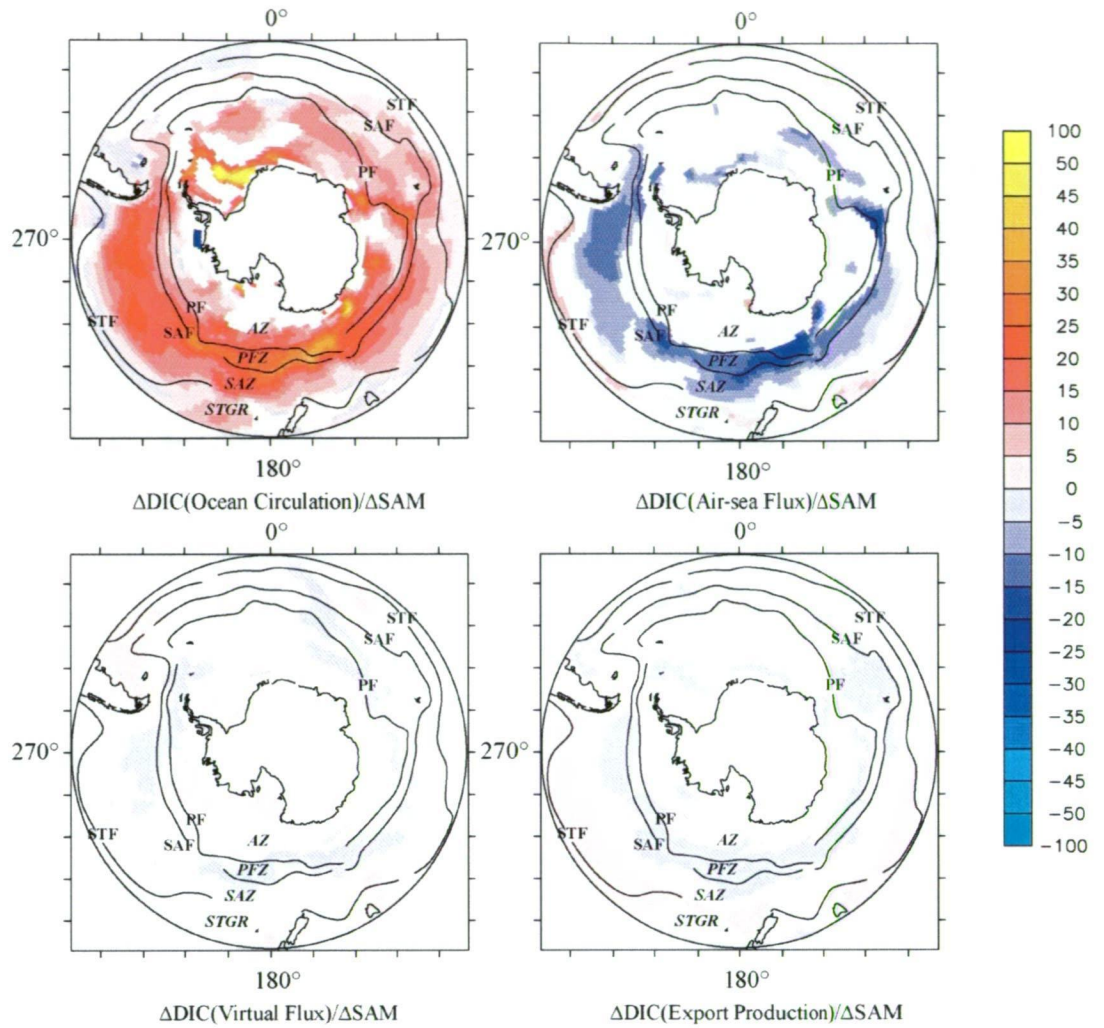 0°
0°
STF
SAF
PF
270°
STF
PF
SAF
AZ
PFZ
SAZ
STGR
180°
ΔDIC(Ocean Circulation)/ΔSAM
STF
SAF
PF
270°
STF
PF
SAF
AZ
PFZ
SAZ
STGR
180°
ΔDIC(Air-sea Flux)/ΔSAM
0°
STF
SAF
PF
270°
STF
PF
SAF
AZ
PFZ
SAZ
STGR
180°
ΔDIC(Virtual Flux)/ΔSAM
0°
STF
SAF
PF
270°
STF
PF
SAF
AZ
PFZ
SAZ
STGR
180°
ΔDIC(Export Production)/ΔSAM
100
50
45
40
35
30
25
20
15
10
5
0
−5
−10
−15
−20
−25
−30
−35
−40
−45
−50
−100